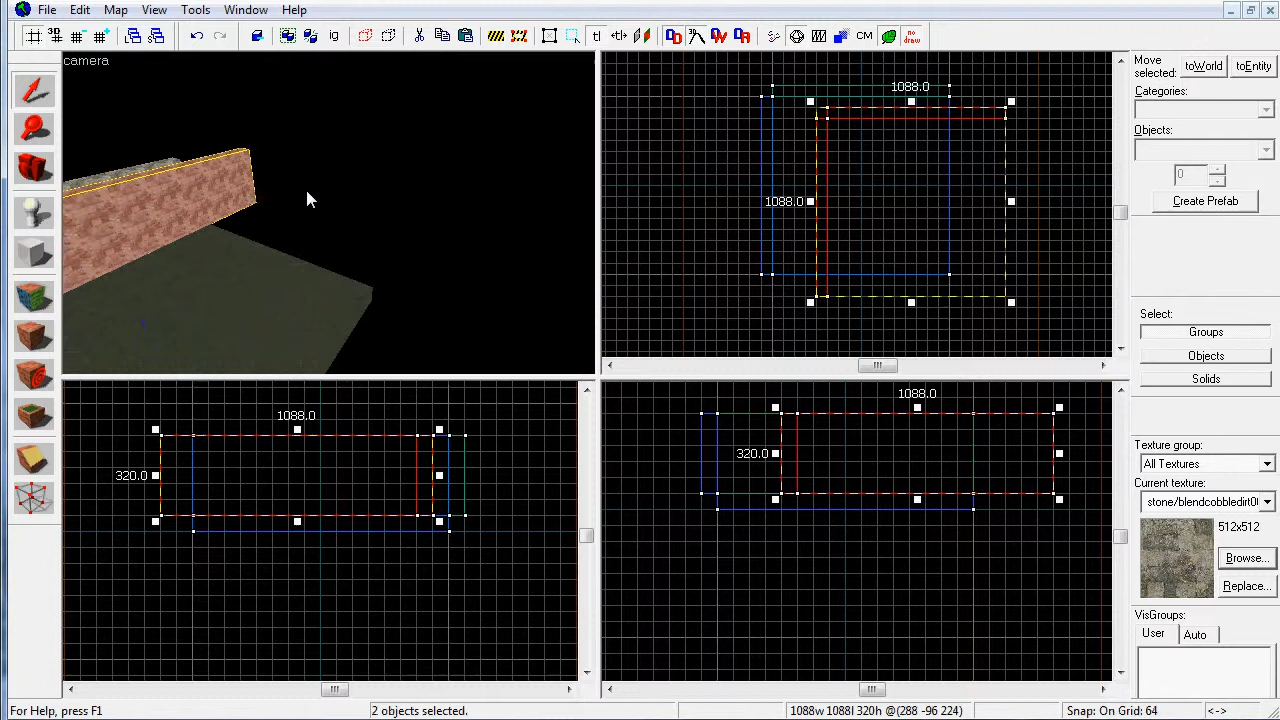 File Edit Map View Tools Window Help
camera
1088.0
1088.0
1088.0
320.0
1088.0
320.0
Move selected:
toWorld
toEntity
Categories:
Objects:
0
Create Prefab
Select:
Groups
Objects
Solids
Texture group:
All Textures
Current texture:
512x512
Browse...
Replace...
VisGroups:
User
Auto
For Help, press F1
2 objects selected.
1088w 1088l 320h @(288 -96 224)
Snap: On Grid: 64
<->